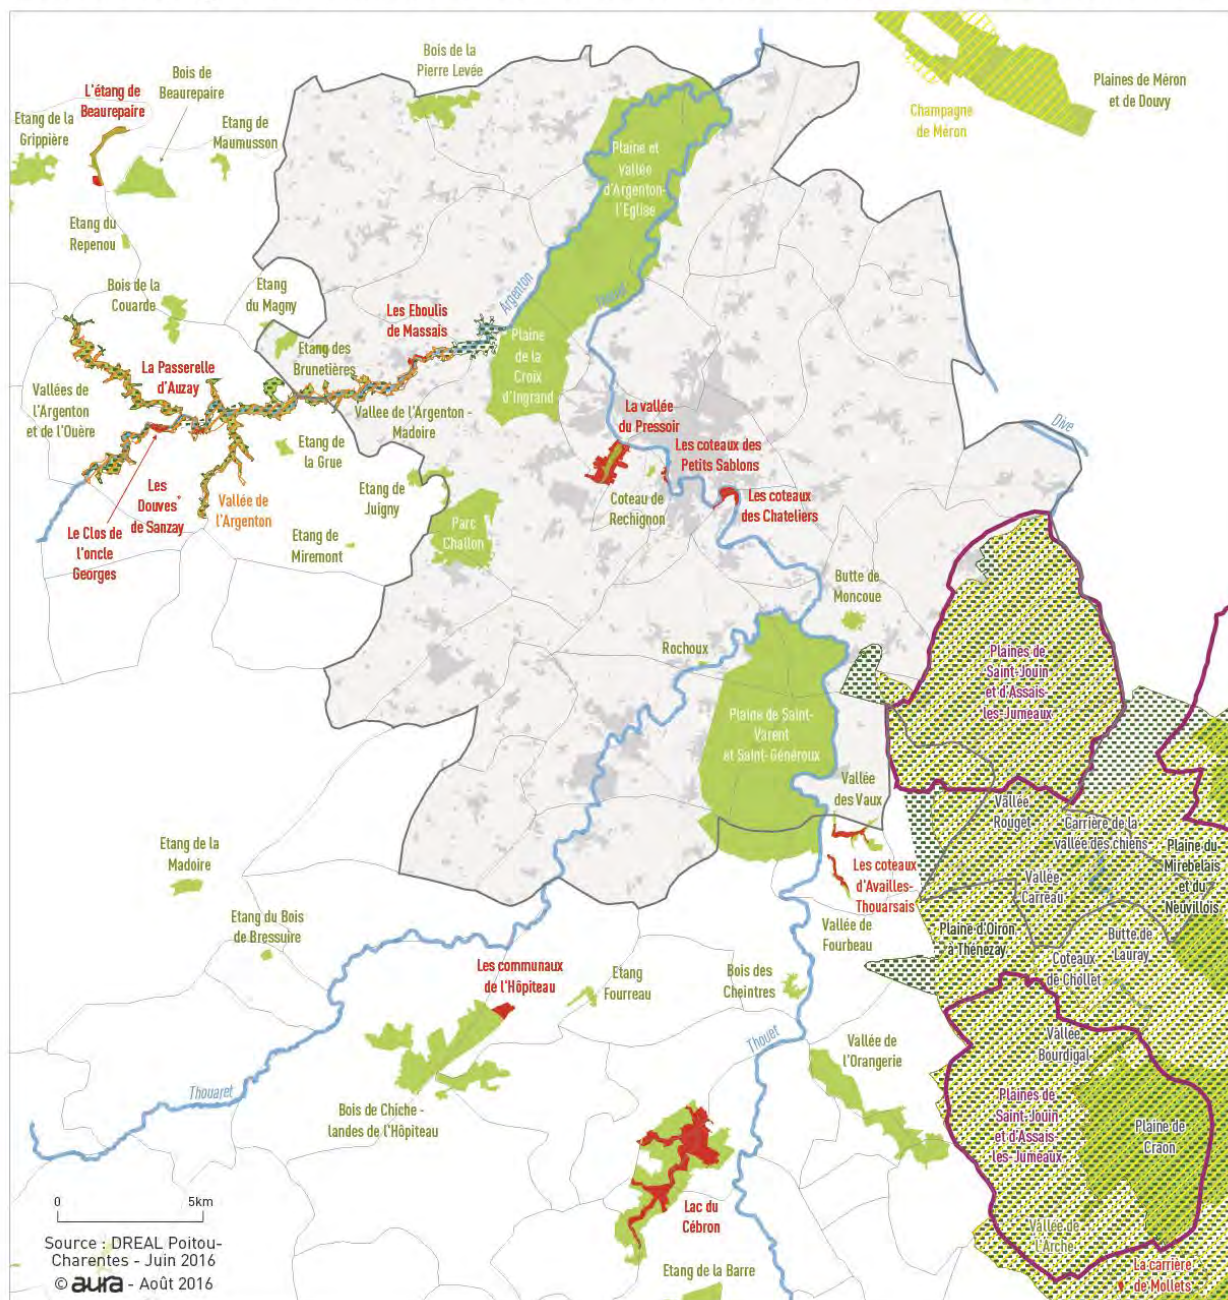 Bois de la
Pierre Levée
Plaines de Méron
et de Douvy
Champagne
de Méron
Bois de
Beaurepaire
L'étang de
Beaurepaire
Etang de la
Grippière
Etang de
Maumusson
Plaine et
Vallée
d'Argenton-
l'Eglise
Etang du
Repenou
Bois de la
Couarde
Etang
du Magny
Argenton
Thouet
Les Eboulis
de Massais
Etang des
Brunetières
Plaine
de la
Croix
d'Ingrand
La Passerelle
d'Auzay
Vallées de
l'Argenton
et de l'Ouère
Vallée de l'Argenton -
Madoire
La vallée
du Pressoir
Les coteaux des
Petits Sablons
Dive
Etang de
la Grue
Les
Douves
de Sanzay
Vallée de
l'Argenton
Etang de
Juigny
Coteau de
Rechignon
Les coteaux
des Chateliers
Le Clos de
l'oncle
Georges
Etang de
Miremont
Parc
Challon
Butte de
Moncoue
Rochoux
Plaines de
Saint-Jouin
et d'Assais-
les-Jumeaux
Plaine de Saint-
Varent
et Saint-Généroux
Vallée
des Vaux
Vallée
Rouget
Carrière de la
vallée des chiens
Plaine du
Mirebelais
et du
Neuvillois
Etang de la
Madoire
Les coteaux
d'Availles-
Thouarsais
Vallée
Carreau
Etang du Bois
de Bressuire
Vallée de
Fourbeau
Plaine d'Oiron
à Thénezay
Butte de
Lauray
Coteaux
de Chollet
Les communaux
de l'Hôpiteau
Etang
Fourreau
Bois des
Cheintres
Thouet
Vallée de
l'Orangerie
Vallée
Bourdigal
Thouaret
Bois de Chiche -
landes de l'Hôpiteau
Plaines de
Saint-Jouin
et d'Assais-
les-Jumeaux
Plaine de
Craon
Lac du
Cébron
Vallée de
l'Arche
La carrière
de Mollets
Etang de la Barre
0 5km
Source : DREAL Poitou-
Charentes - Juin 2016
© aura - Août 2016